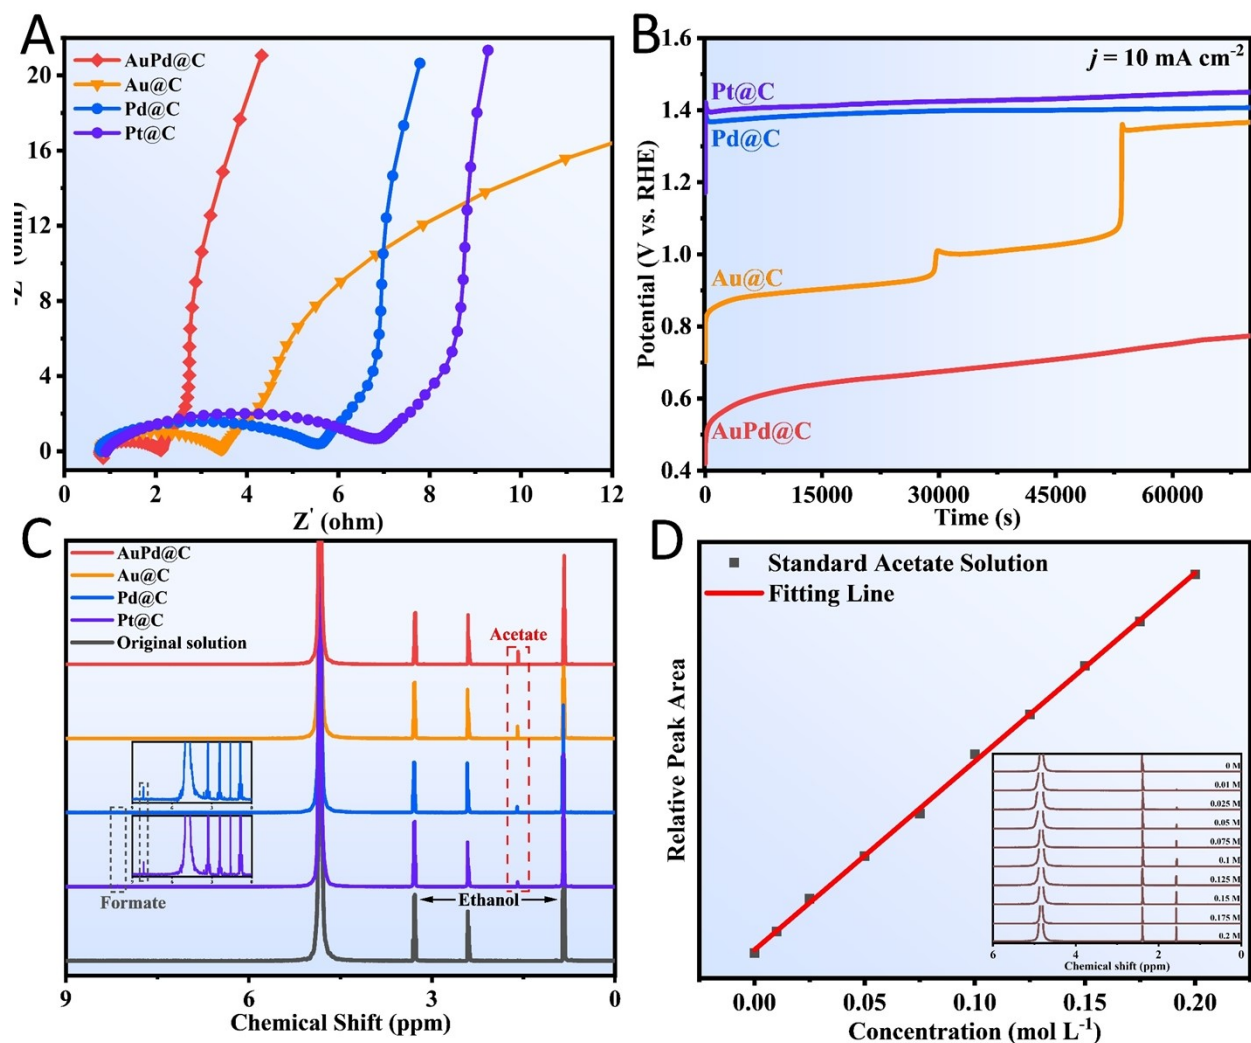 A
AuPd@C
Au@C
Pd@C
Pt@C
20
16
12
8
4
0
0
2
4
6
8
10
12
Z' (ohm)
B
j = 10 mA cm-2
Pt@C
Pd@C
Au@C
AuPd@C
1.6
1.4
1.2
1.0
0.8
0.6
0.4
Potential (V vs. RHE)
0
15000
30000
45000
60000
Time (s)
C
AuPd@C
Au@C
Pd@C
Pt@C
Original solution
Acetate
Formate
Ethanol
9
6
3
0
Chemical Shift (ppm)
D
Standard Acetate Solution
Fitting Line
Relative Peak Area
0 M
0.01 M
0.025 M
0.05 M
0.075 M
0.1 M
0.125 M
0.15 M
0.175 M
0.2 M
6
4
2
0
Chemical shift (ppm)
0.00
0.05
0.10
0.15
0.20
Concentration (mol L-1)